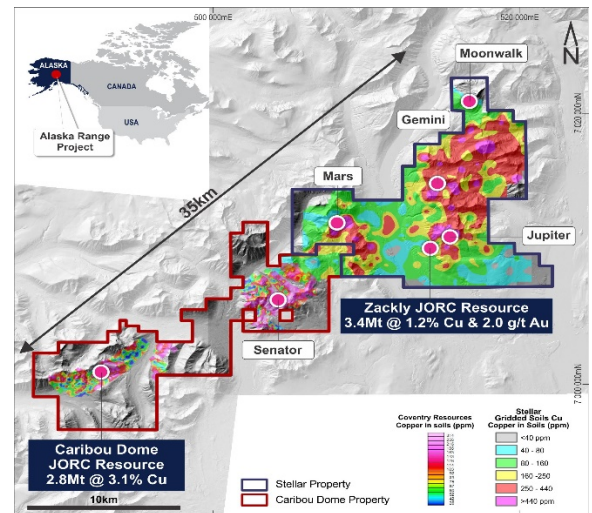 500 000mE
520 000mE
ALASKA
CANADA
USA
Alaska Range
Project
N
Moonwalk
7 020 000mN
Gemini
35km
Mars
Jupiter
Zackly JORC Resource
3.4Mt @ 1.2% Cu & 2.0 g/t Au
Senator
7 000 000mN
Caribou Dome
JORC Resource
2.8Mt @ 3.1% Cu
10km
Stellar Property
Caribou Dome Property
Coventry Resources
Copper in soils (ppm)
Stellar
Gridded Soils Cu
Copper in Soils (ppm)
<40 ppm
40 - 80
80 - 160
160 -250
250 - 440
>440 ppm